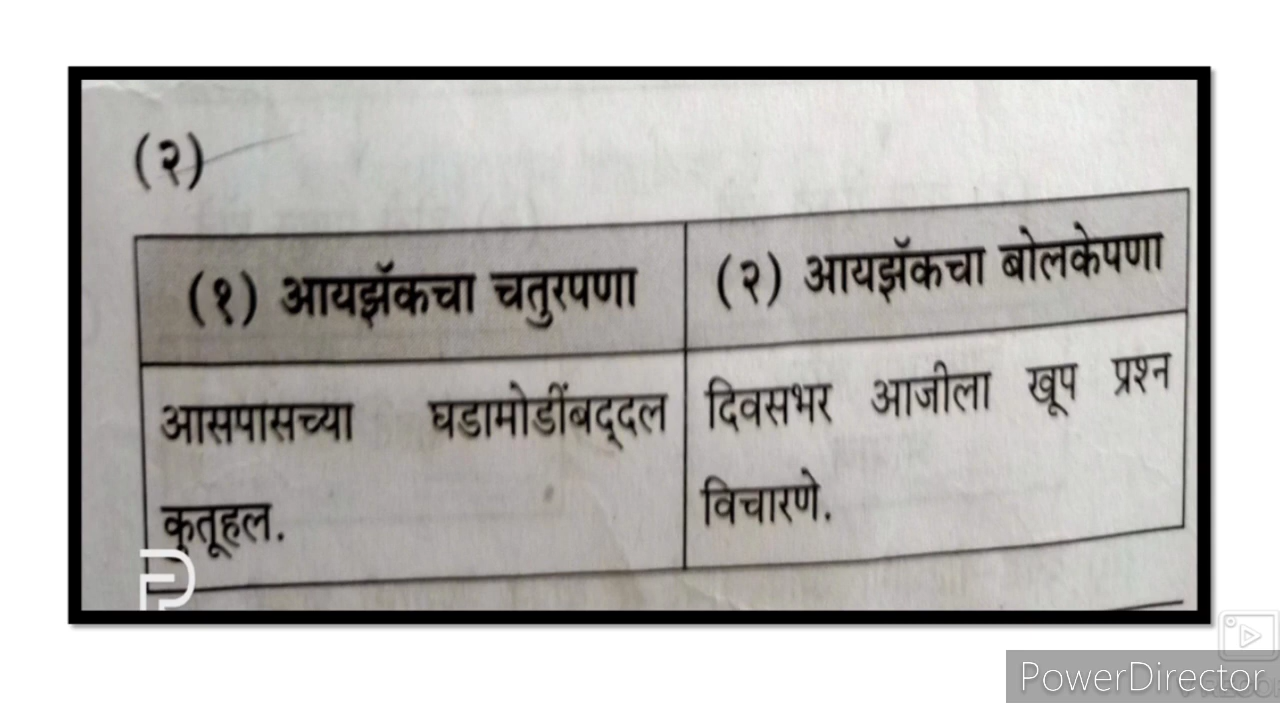 (२)
(१) आयझॅकचा चतुरपणा
(२) आयझॅकचा बोलकेपणा
आसपासच्या घडामोडींबद्दल
कुतूहल.
दिवसभर आजीला खूप प्रश्न
विचारणे.
PowerDirector